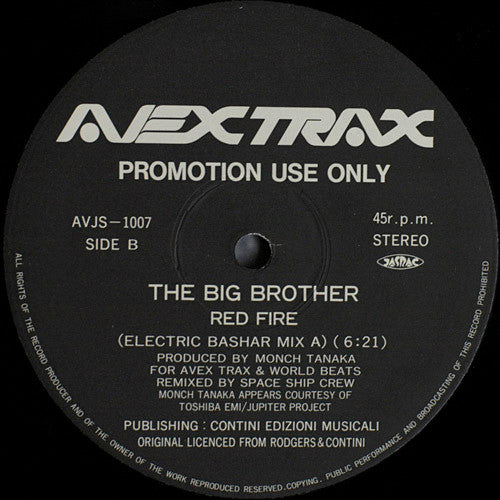 AVEX TRAX
PROMOTION USE ONLY
AVJS-1007
SIDE B
45r.p.m.
STEREO
JASRAC
THE BIG BROTHER
RED FIRE
(ELECTRIC BASHAR MIX A) (6:21)
PRODUCED BY MONCH TANAKA
FOR AVEX TRAX & WORLD BEATS
REMIXED BY SPACE SHIP CREW
MONCH TANAKA APPEARS COURTESY OF
TOSHIBA EMI/JUPITER PROJECT
PUBLISHING : CONTINI EDIZIONI MUSICALI
ORIGINAL LICENCED FROM RODGERS & CONTINI
ALL RIGHTS OF THE RECORD PRODUCER AND OF THE OWNER OF THE WORK REPRODUCED RESERVED.COPYING, PUBLIC PERFORMANCE AND BROADCASTING OF THIS RECORD PROHIBITED